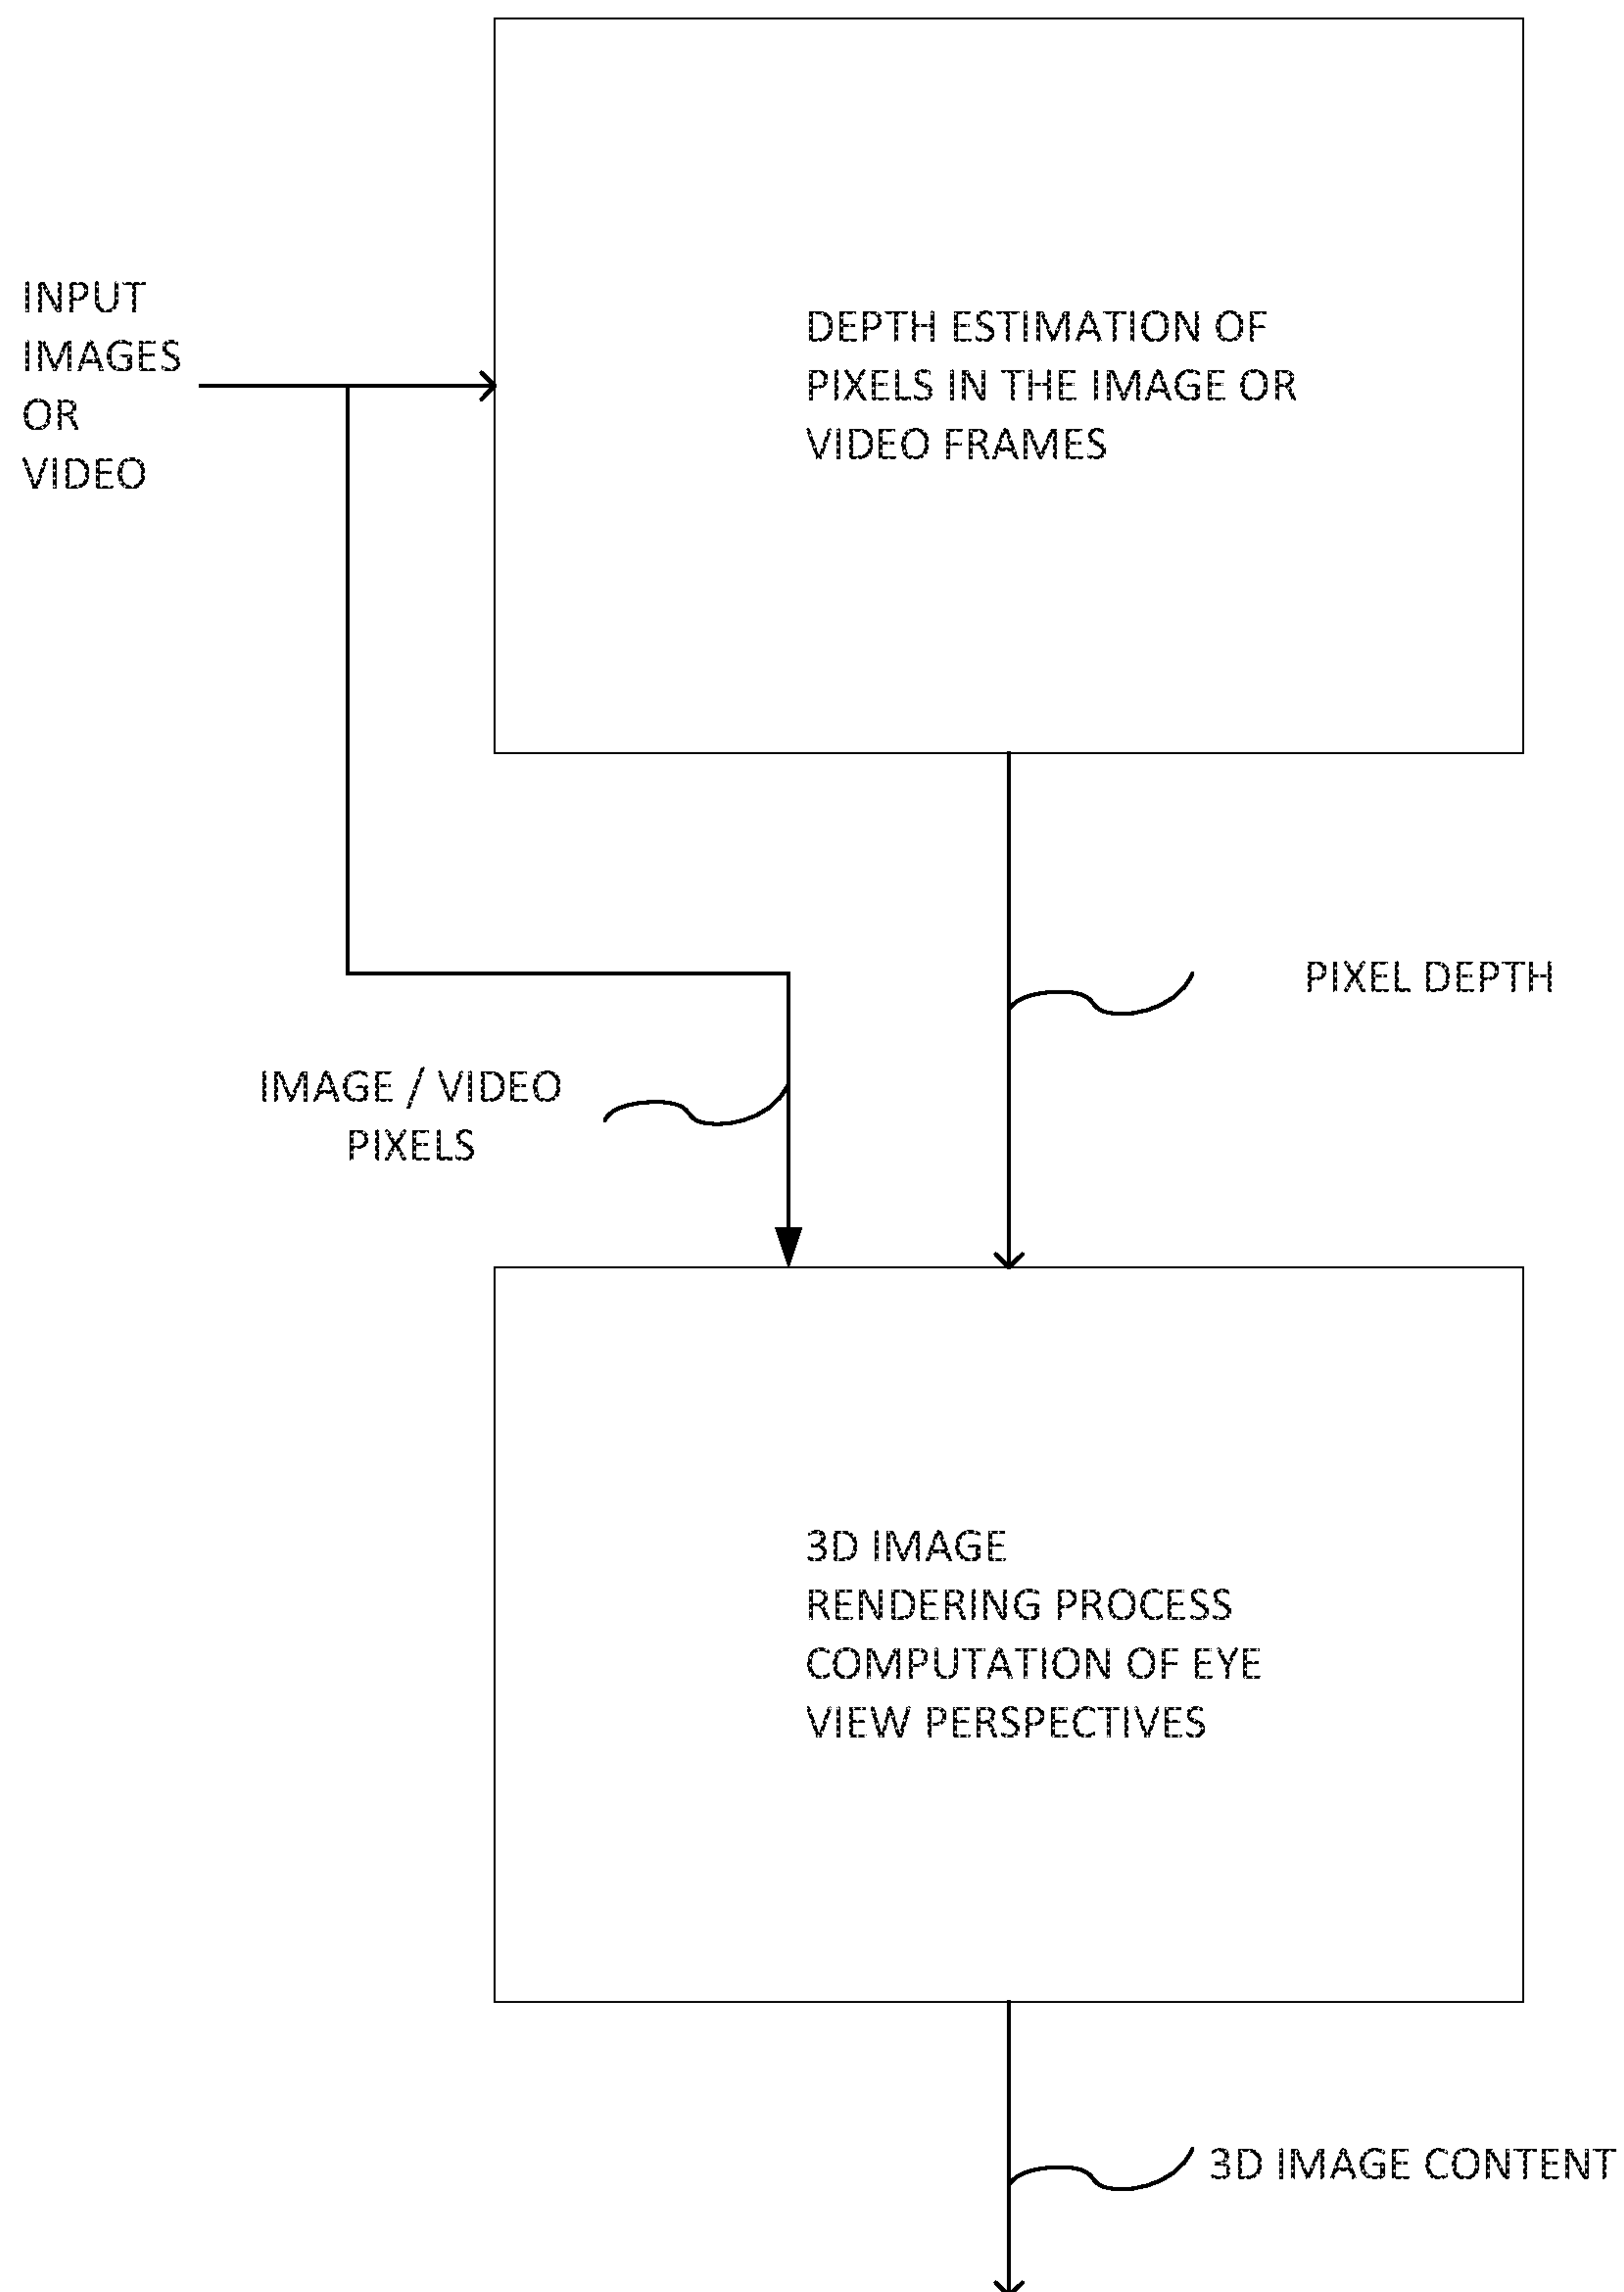 INPUT
IMAGES
OR
VIDEO
DEPTH ESTIMATION OF
PIXELS IN THE IMAGE OR
VIDEO FRAMES
PIXEL DEPTH
IMAGE / VIDEO
PIXELS
3D IMAGE
RENDERING PROCESS
COMPUTATION OF EYE
VIEW PERSPECTIVES
3D IMAGE CONTENT